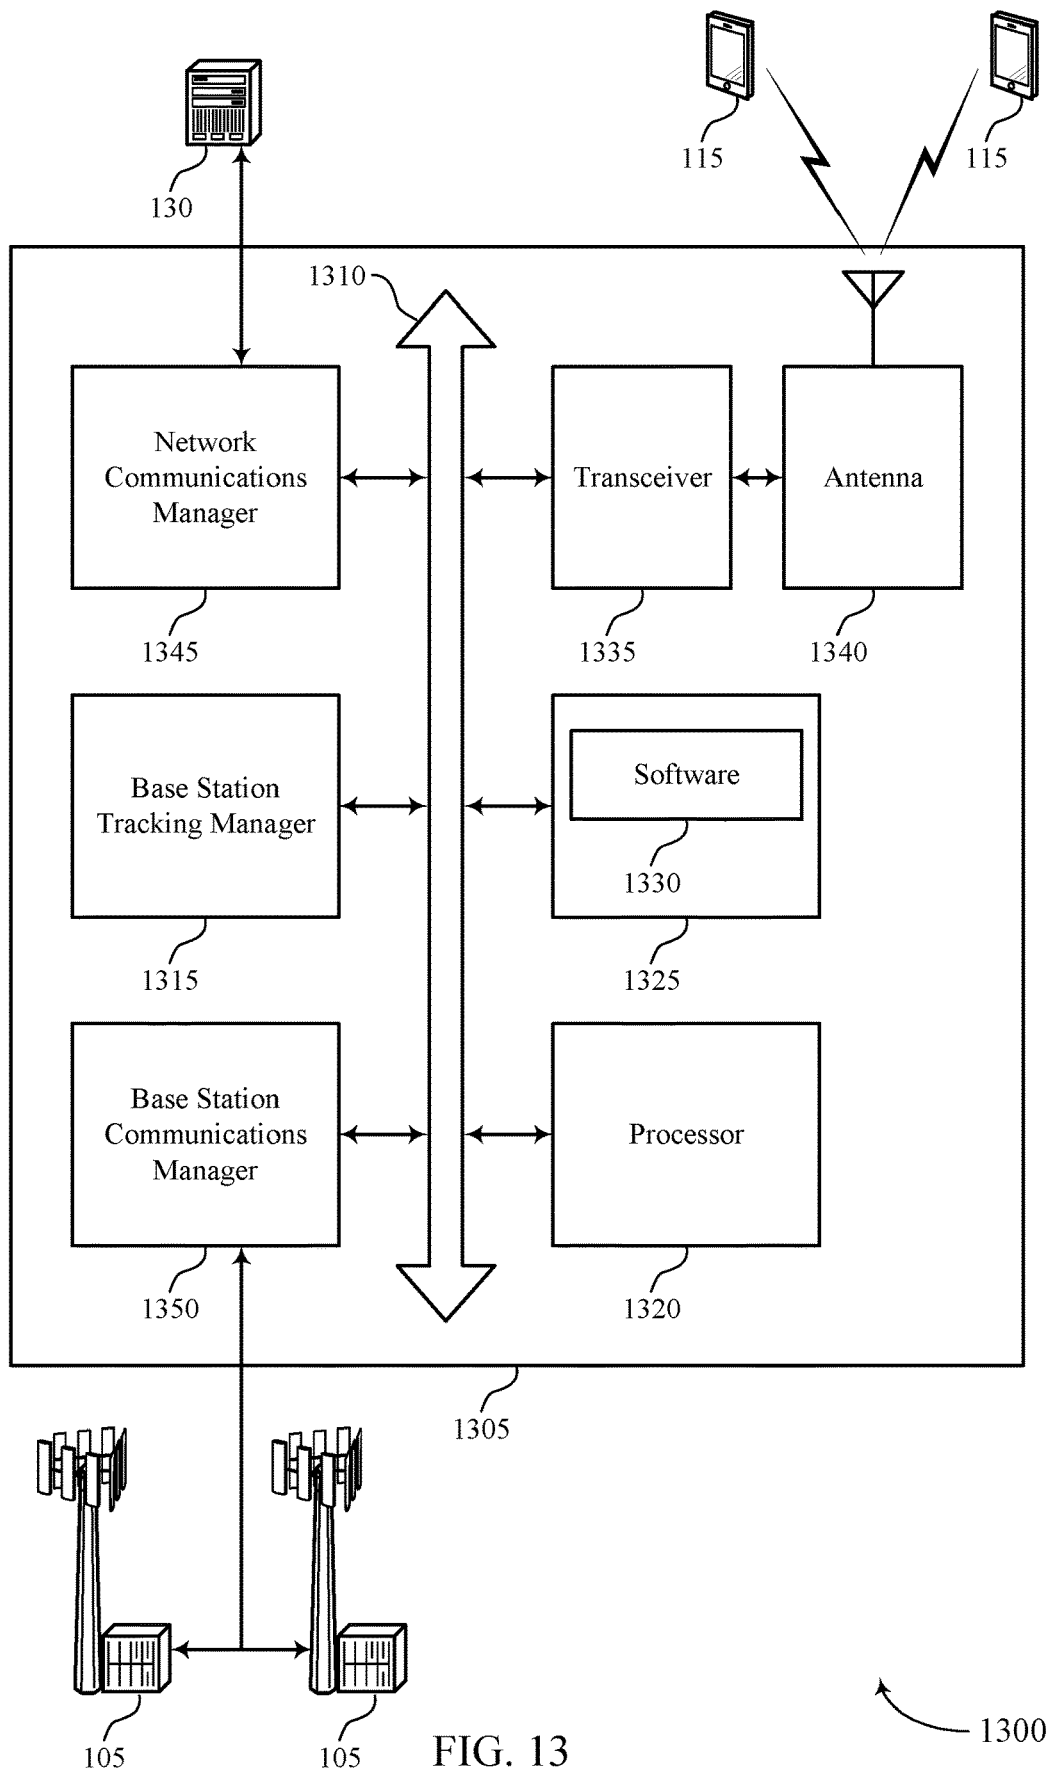 130
115
115
1310
Network
Communications
Manager
Transceiver
Antenna
1345
1335
1340
Base Station
Tracking Manager
Software
1330
1315
1325
Base Station
Communications
Manager
Processor
1350
1320
1305
105
105
FIG. 13
1300